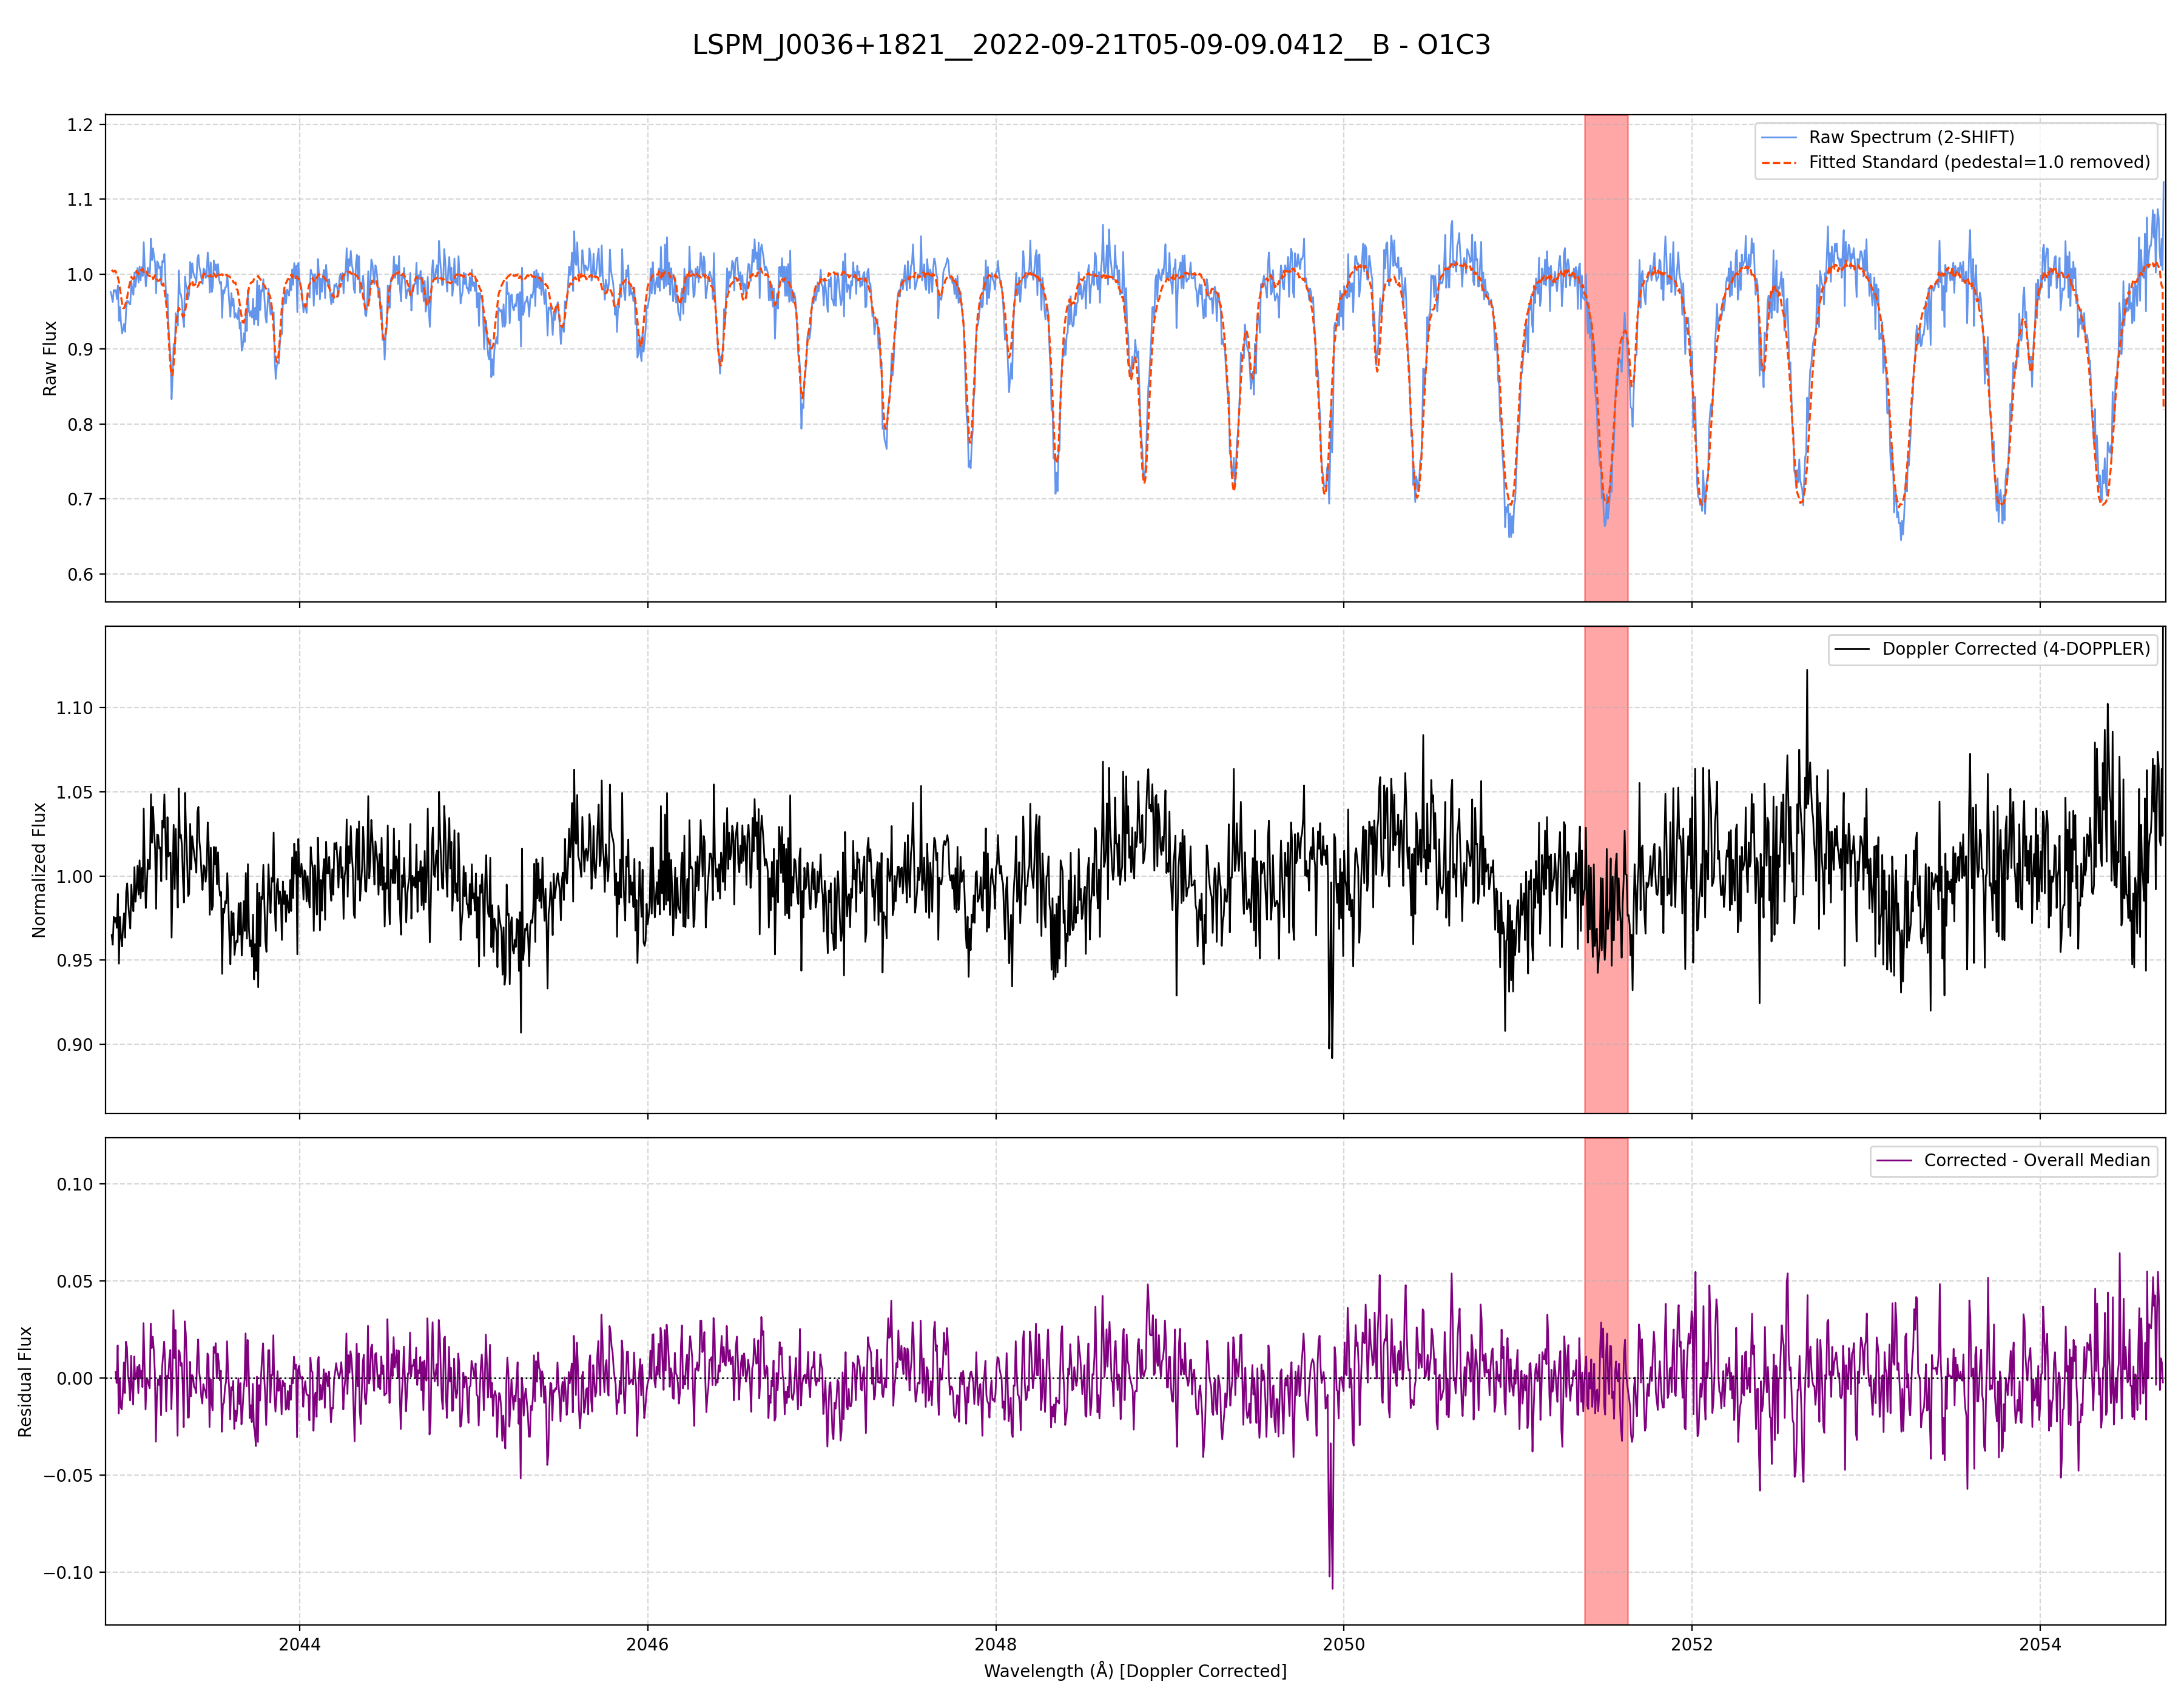 LSPM_J0036+1821__2022-09-21T05-09-09.0412__B - O1C3
1.2
1.1
1.0
0.9
0.8
0.7
0.6
Raw Flux
Raw Spectrum (2-SHIFT)
Fitted Standard (pedestal=1.0 removed)
1.10
1.05
1.00
0.95
0.90
Normalized Flux
Doppler Corrected (4-DOPPLER)
0.10
0.05
0.00
−0.05
−0.10
Residual Flux
Corrected - Overall Median
2044
2046
2048
2050
2052
2054
Wavelength (Å) [Doppler Corrected]